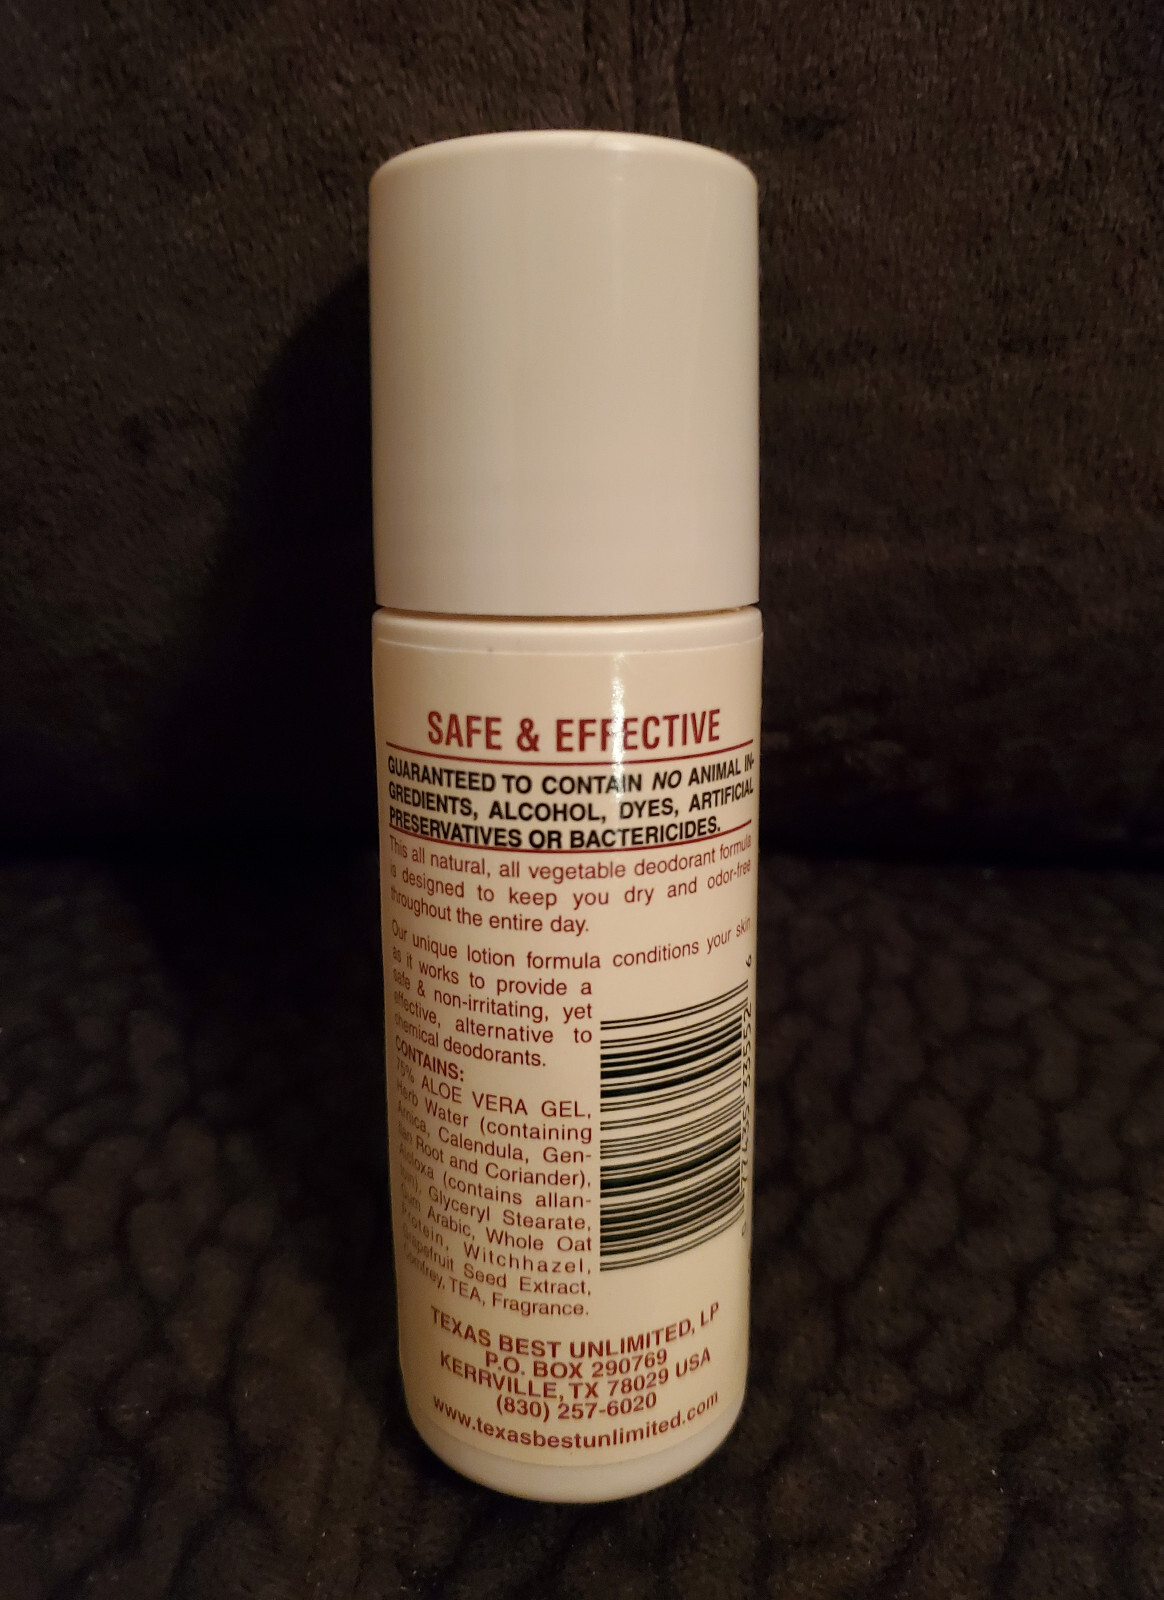 SAFE & EFFECTIVE
GUARANTEED TO CONTAIN NO ANIMAL IN-
GREDIENTS, ALCOHOL, DYES, ARTIFICIAL
PRESERVATIVES OR BACTERICIDES.
This all natural, all vegetable deodorant formula
is designed to keep you dry and odor-free
throughout the entire day.
Our unique lotion formula conditions your skin
as it works to provide a
safe & non-irritating, yet
effective, alternative to
chemical deodorants.
CONTAINS:
75% ALOE VERA GEL,
Herb Water (containing
Arnica, Calendula, Gen-
tian Root and Coriander),
(contains allan-
toin), Glyceryl Stearate,
Gum Arabic, Whole Oat
Protein, Witchhazel,
Grapefruit Seed Extract,
Comfrey, TEA, Fragrance.
TEXAS BEST UNLIMITED, LP
P.O. BOX 290769
KERRVILLE, TX 78029 USA
(830) 257-6020
www.texasbestunlimited.com